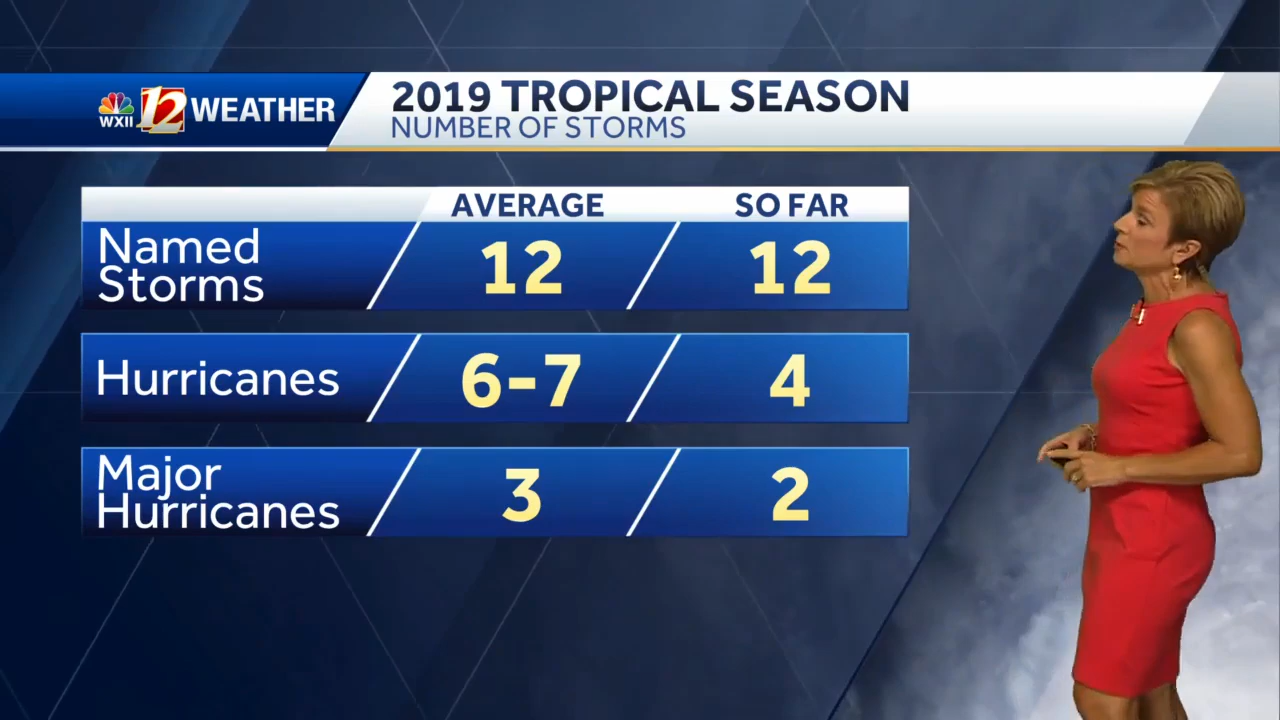 WXII 12 WEATHER
2019 TROPICAL SEASON
NUMBER OF STORMS
AVERAGE SO FAR
Named
Storms
12 12
Hurricanes 6-7 4
Major
Hurricanes
3 2